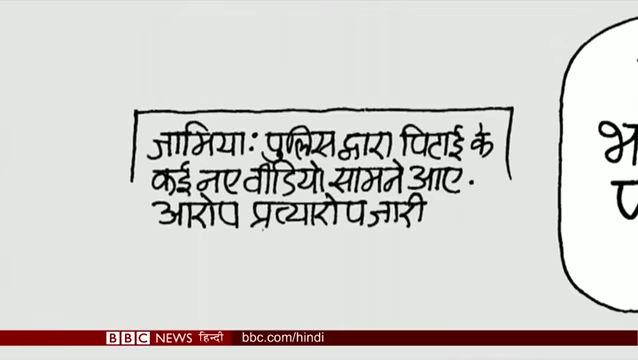 जामिया: पुलिस द्वारा पिटाई के
कई नए वीडियो सामने आए.
आरोप प्रत्यारोप जारी
BBC NEWS हिन्दी bbc.com/hindi